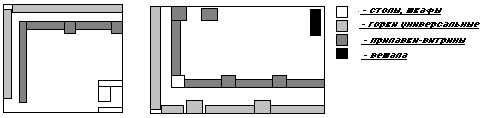 - столы, шкафы
- горки универсальные
- прилавки-витрины
- вешала